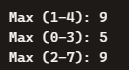 Max (1–4): 9
Max (0–3): 5
Max (2–7): 9